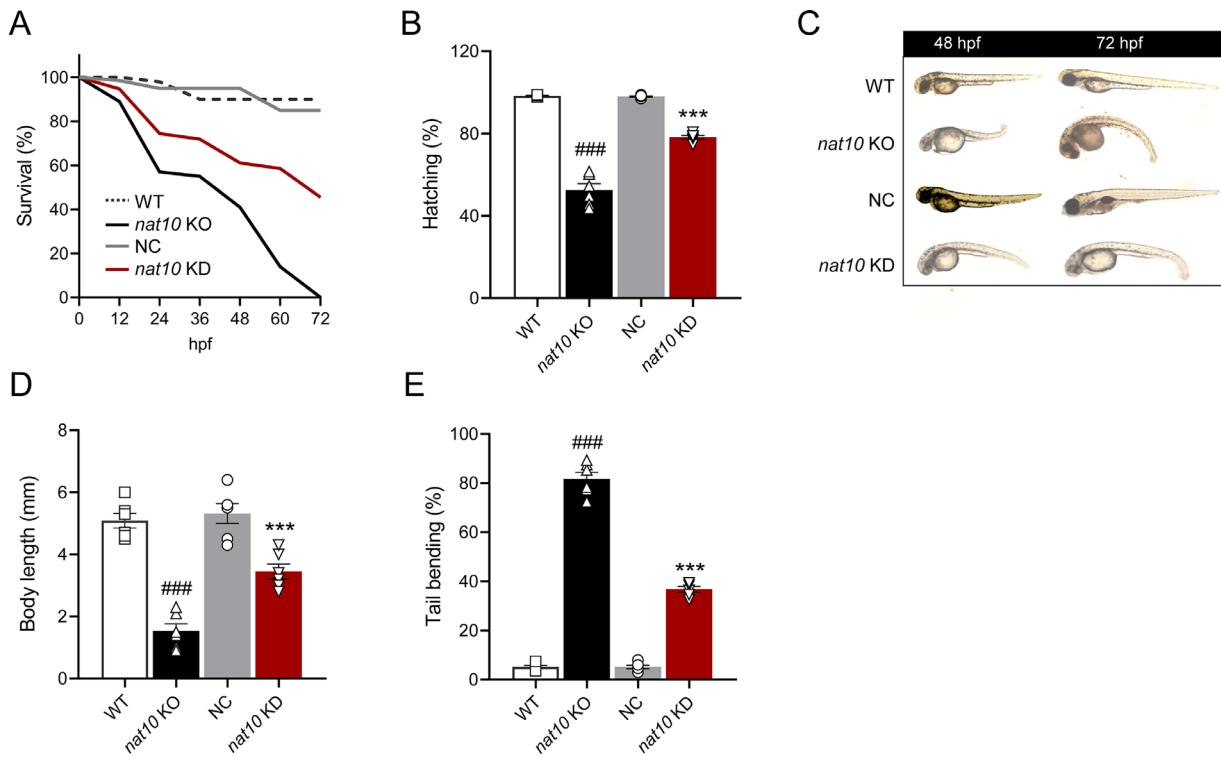 A
Survival (%)
100
80
60
40
20
0
WT
nat10 KO
NC
nat10 KD
0 12 24 36 48 60 72
hpf
B
Hatching (%)
120
80
40
0
###
***
WT nat10 KO NC nat10 KD
C
48 hpf 72 hpf
WT
nat10 KO
NC
nat10 KD
D
Body length (mm)
8
6
4
2
0
###
***
WT nat10 KO NC nat10 KD
E
Tail bending (%)
100
80
60
40
20
0
###
***
WT nat10 KO NC nat10 KD